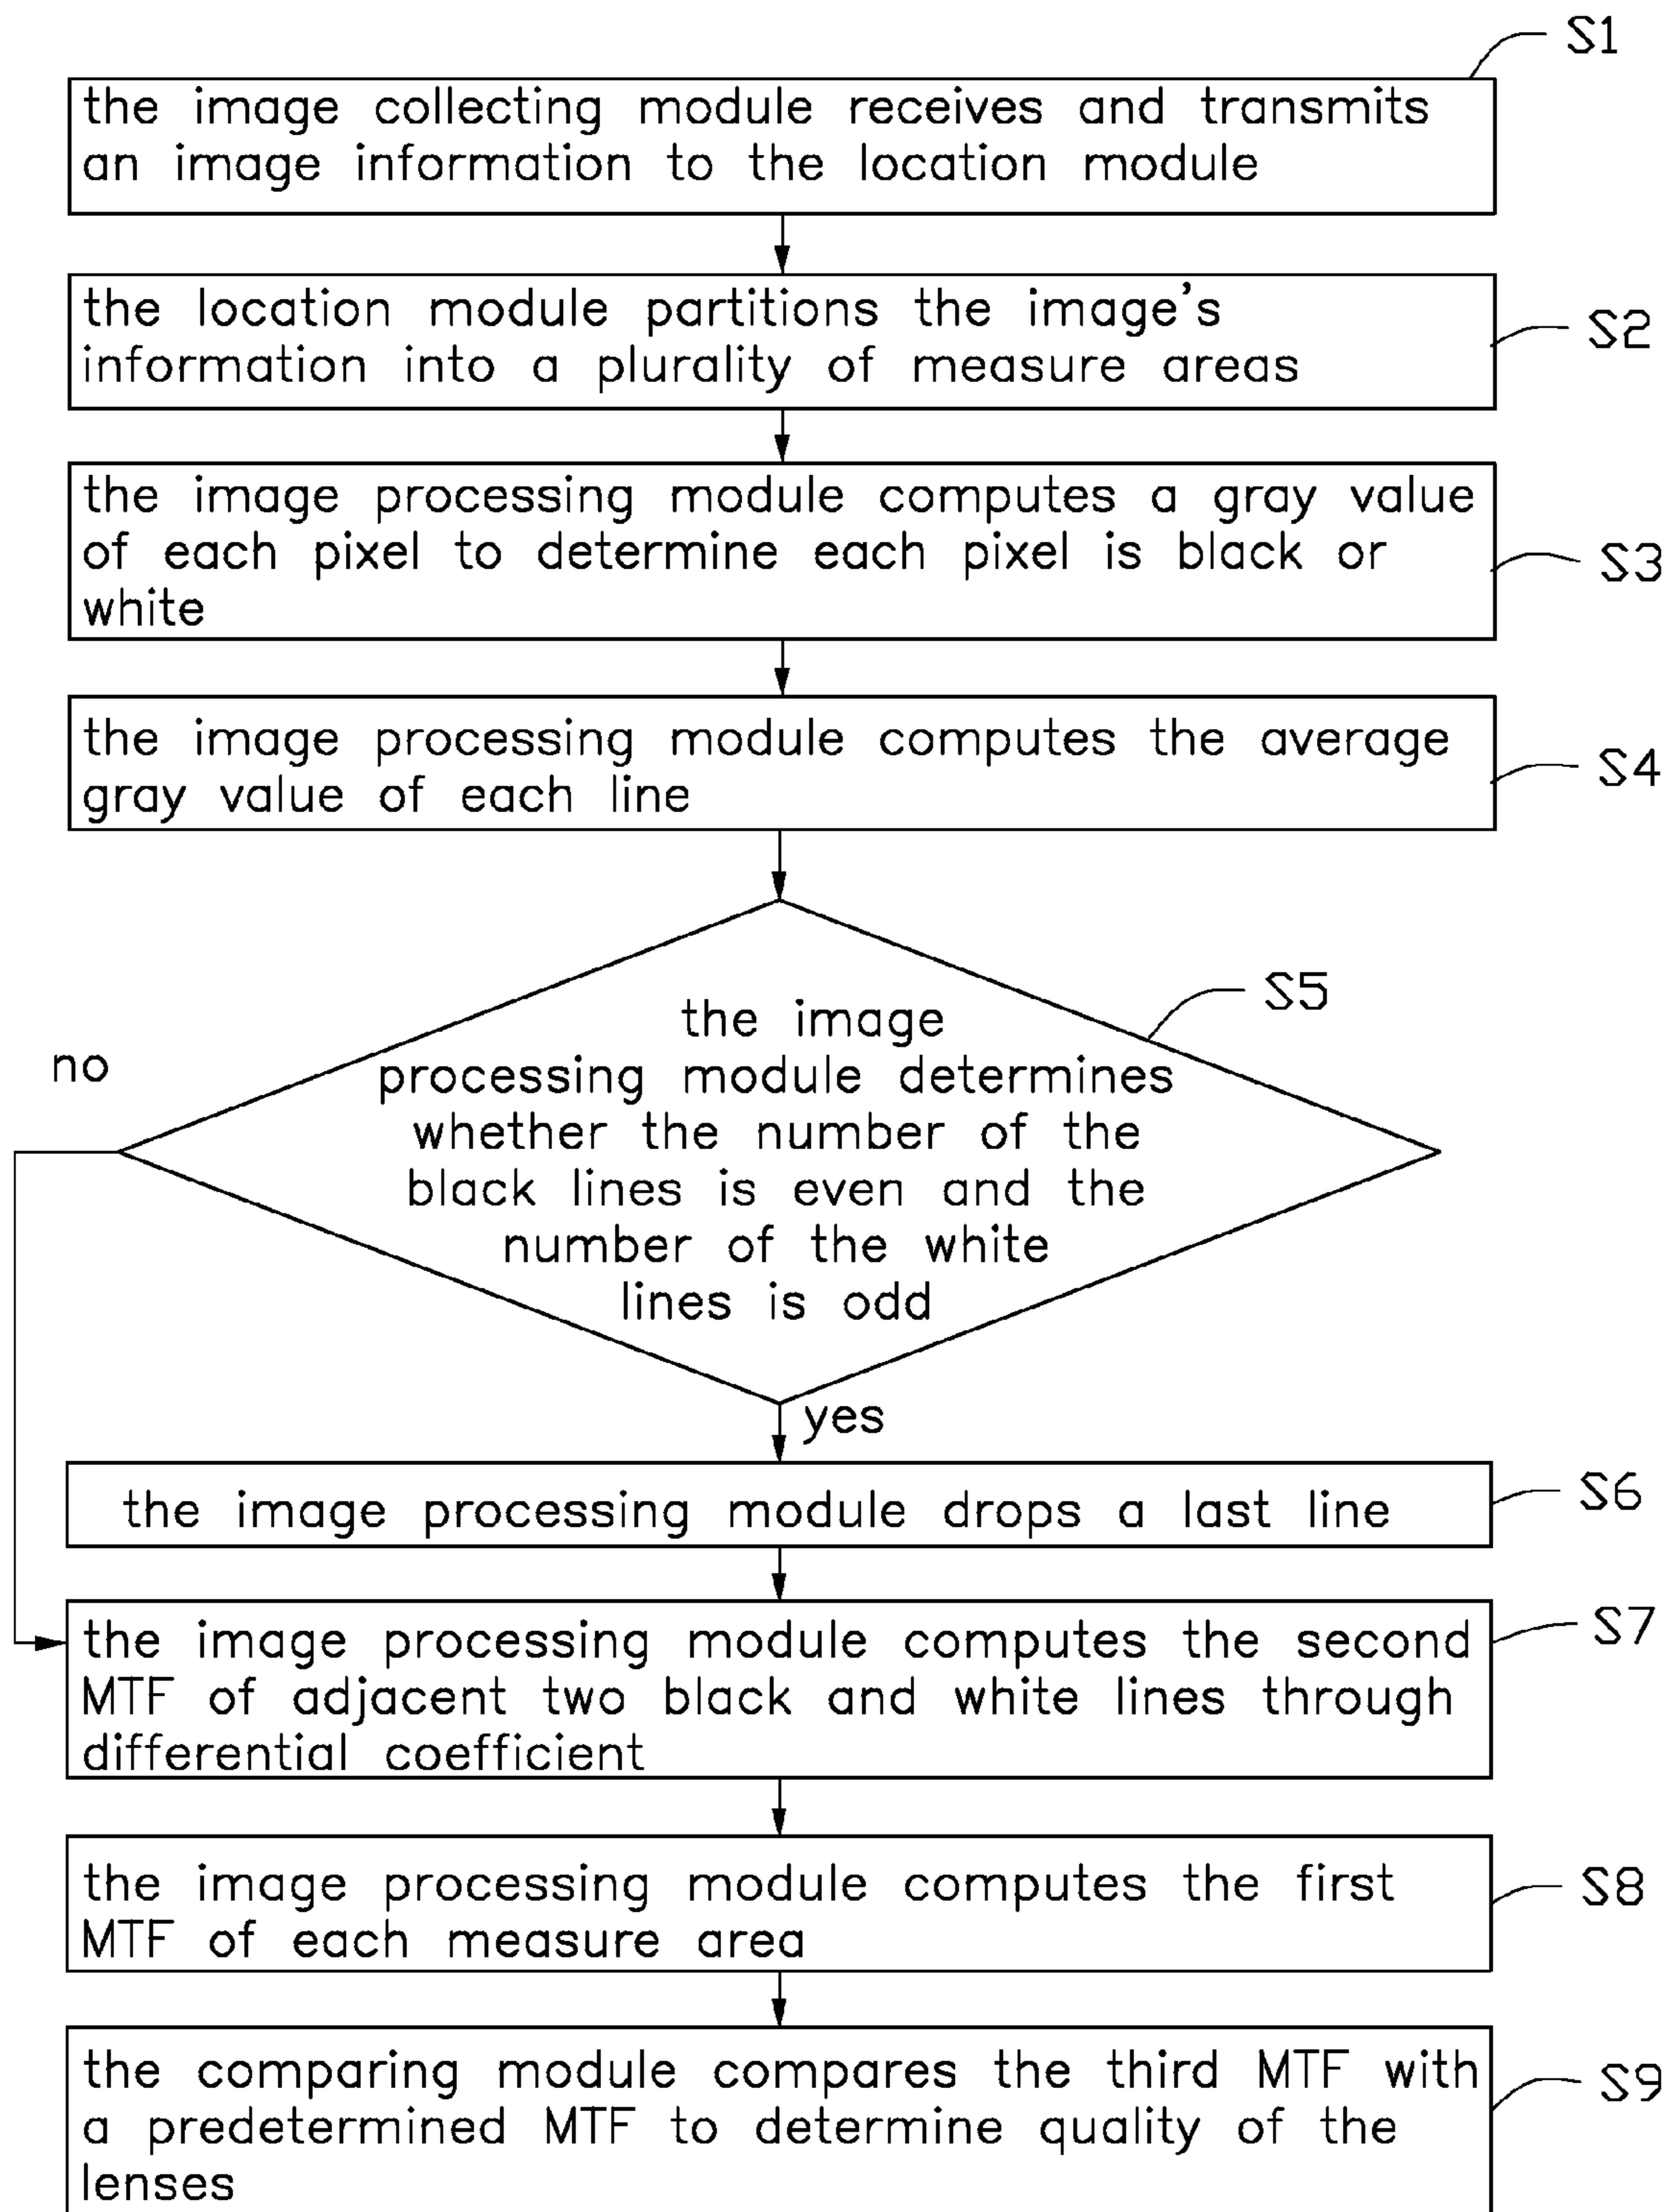 S1
the image collecting module receives and transmits
an image information to the location module
the location module partitions the image's
information into a plurality of measure areas
S2
the image processing module computes a gray value
of each pixel to determine each pixel is black or
white
S3
the image processing module computes the average
gray value of each line
S4
S5
the image
processing module determines
whether the number of the
black lines is even and the
number of the white
lines is odd
no
yes
the image processing module drops a last line
S6
the image processing module computes the second
MTF of adjacent two black and white lines through
differential coefficient
S7
the image processing module computes the first
MTF of each measure area
S8
the comparing module compares the third MTF with
a predetermined MTF to determine quality of the
lenses
S9